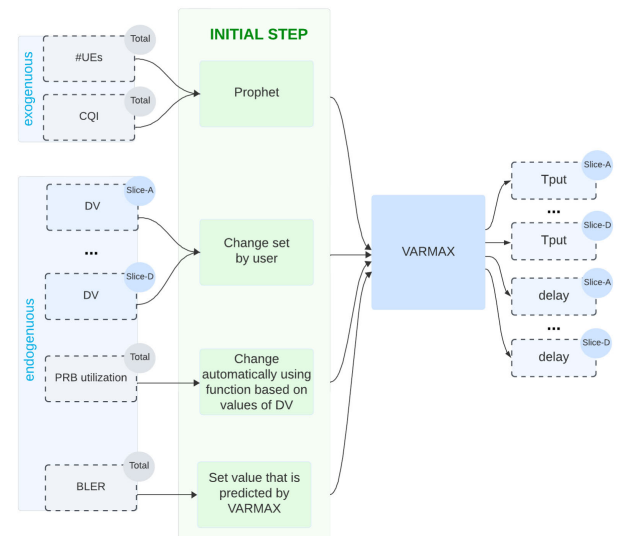 INITIAL STEP
exogenuous
Total
#UEs
Total
CQI
Prophet
endogenuous
Slice-A
DV
...
Slice-D
DV
Change set
by user
Total
PRB utilization
Change
automatically using
function based on
values of DV
Total
BLER
Set value that is
predicted by
VARMAX
VARMAX
Slice-A
Tput
...
Slice-D
Tput
Slice-A
delay
...
Slice-D
delay